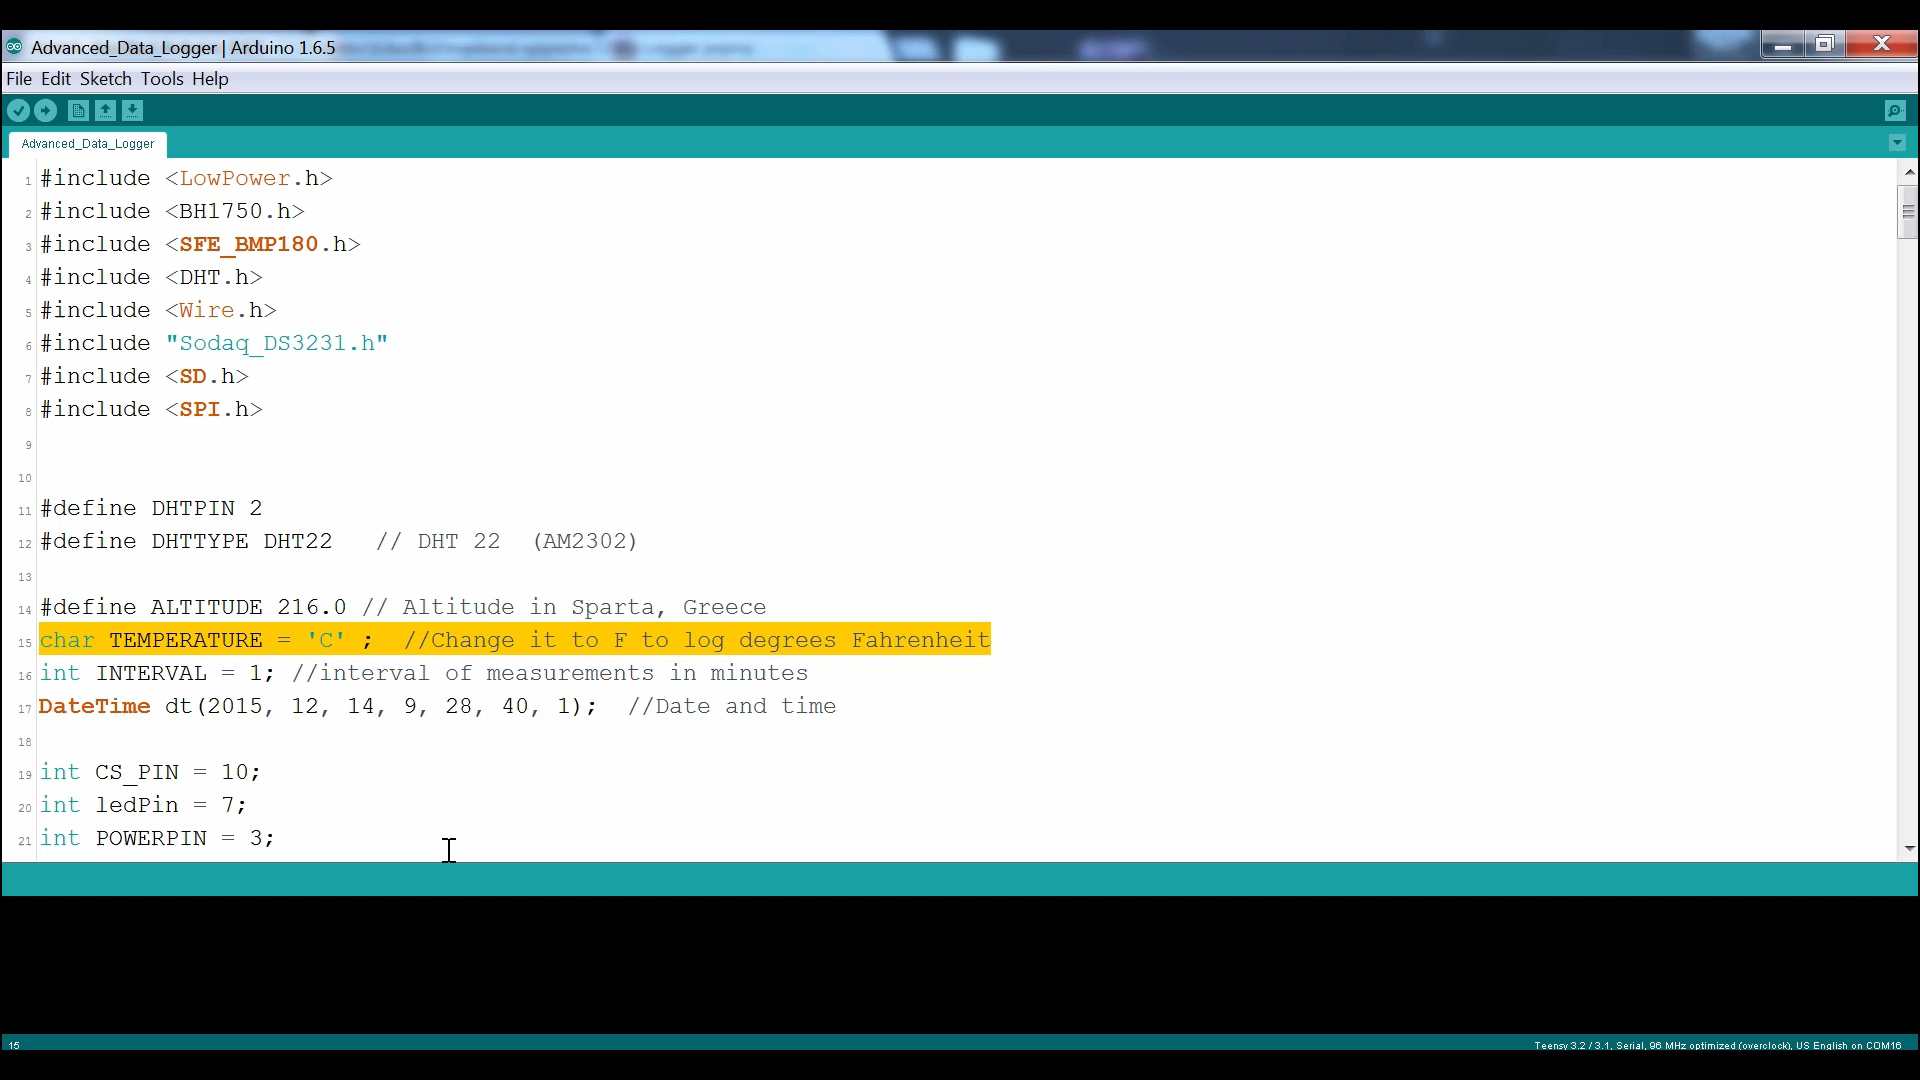 Advanced_Data_Logger | Arduino 1.6.5
File Edit Sketch Tools Help
Advanced_Data_Logger
1 #include <LowPower.h>
2 #include <BH1750.h>
3 #include <SFE_BMP180.h>
4 #include <DHT.h>
5 #include <Wire.h>
6 #include "Sodaq_DS3231.h"
7 #include <SD.h>
8 #include <SPI.h>
9
10
11 #define DHTPIN 2
12 #define DHTTYPE DHT22   // DHT 22  (AM2302)
13
14 #define ALTITUDE 216.0 // Altitude in Sparta, Greece
15 char TEMPERATURE = 'C' ;  //Change it to F to log degrees Fahrenheit
16 int INTERVAL = 1; //interval of measurements in minutes
17 DateTime dt(2015, 12, 14, 9, 28, 40, 1);  //Date and time
18
19 int CS_PIN = 10;
20 int ledPin = 7;
21 int POWERPIN = 3;
15
Teensy 3.2 / 3.1, Serial, 96 MHz optimized (overclock), US English on COM16